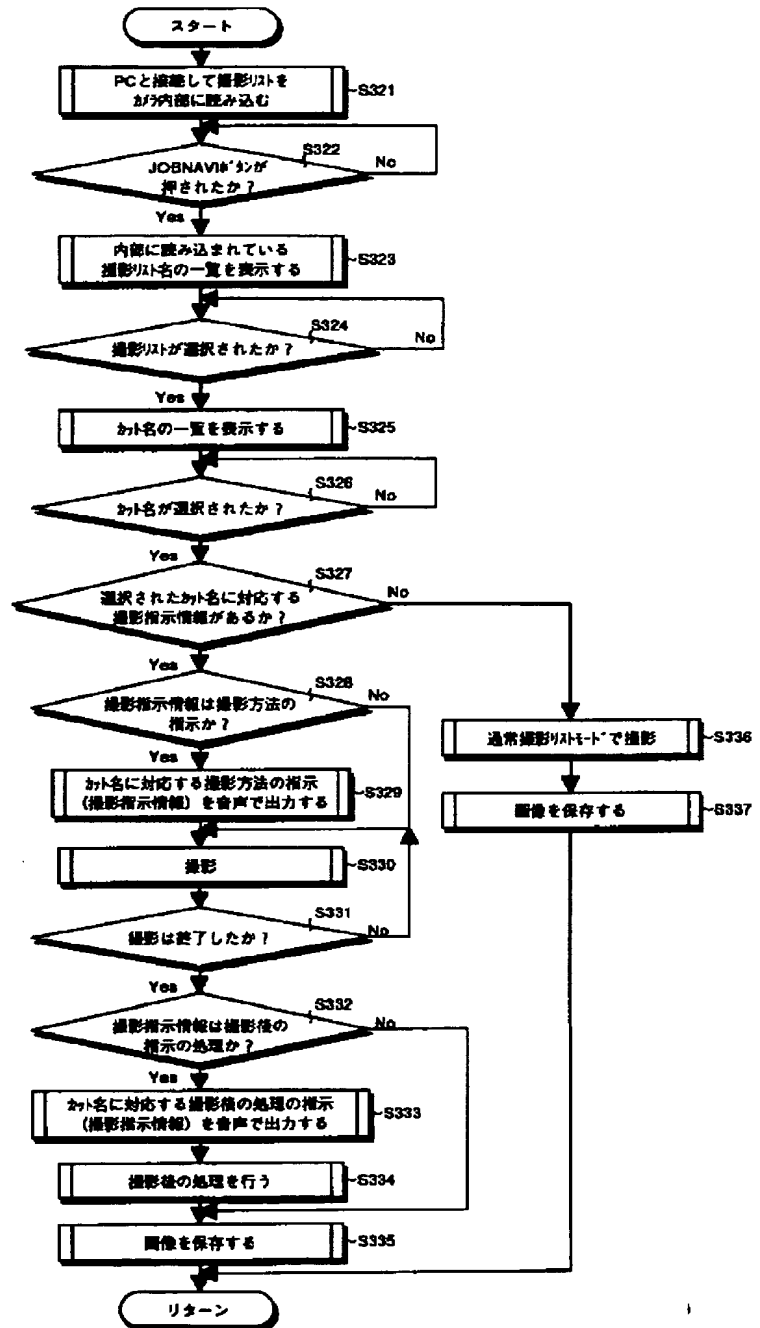 スタート
PCと接続して撮影リストを
カメラ内部に読み込む
S321
S322
JOBNAVIボタンが
押されたか?
No
Yes
内部に読み込まれている
撮影リスト名の一覧を表示する
S323
S324
撮影リストが選択されたか?
No
Yes
カット名の一覧を表示する
S325
S326
カット名が選択されたか?
No
Yes
S327
選択されたカット名に対応する
撮影指示情報があるか?
No
Yes
S328
撮影指示情報は撮影方法の
指示か?
No
Yes
カット名に対応する撮影方法の指示
(撮影指示情報)を音声で出力する
S329
通常撮影リストモードで撮影
S336
画像を保存する
S337
撮影
S330
S331
撮影は終了したか?
No
Yes
S332
撮影指示情報は撮影後の
指示の処理か?
No
Yes
カット名に対応する撮影後の処理の指示
(撮影指示情報)を音声で出力する
S333
撮影後の処理を行う
S334
画像を保存する
S335
リターン